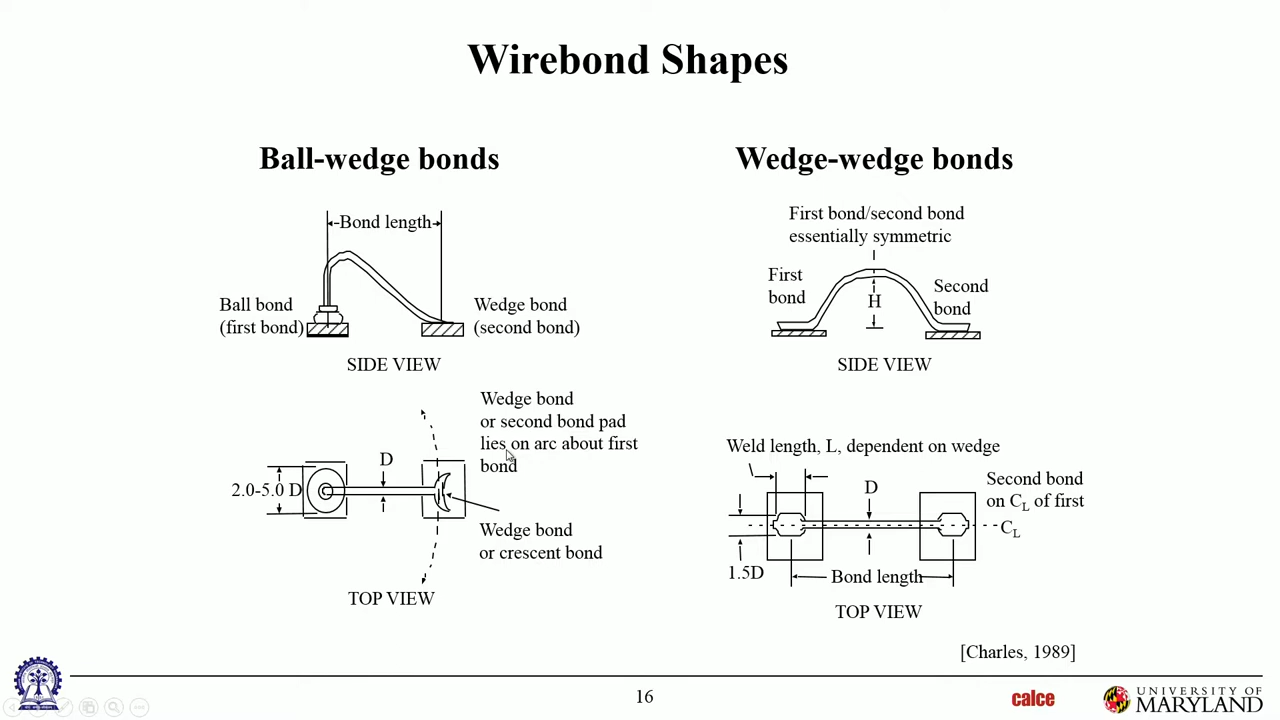 Wirebond Shapes
Ball-wedge bonds
Bond length
Ball bond
(first bond)
Wedge bond
(second bond)
SIDE VIEW
Wedge bond
or second bond pad
lies on arc about first
bond
D
2.0-5.0 D
Wedge bond
or crescent bond
TOP VIEW
Wedge-wedge bonds
First bond/second bond
essentially symmetric
First
bond
H
Second
bond
SIDE VIEW
Weld length, L, dependent on wedge
D
Second bond
on CL of first
CL
1.5D
Bond length
TOP VIEW
[Charles, 1989]
16
calce
UNIVERSITY OF
MARYLAND